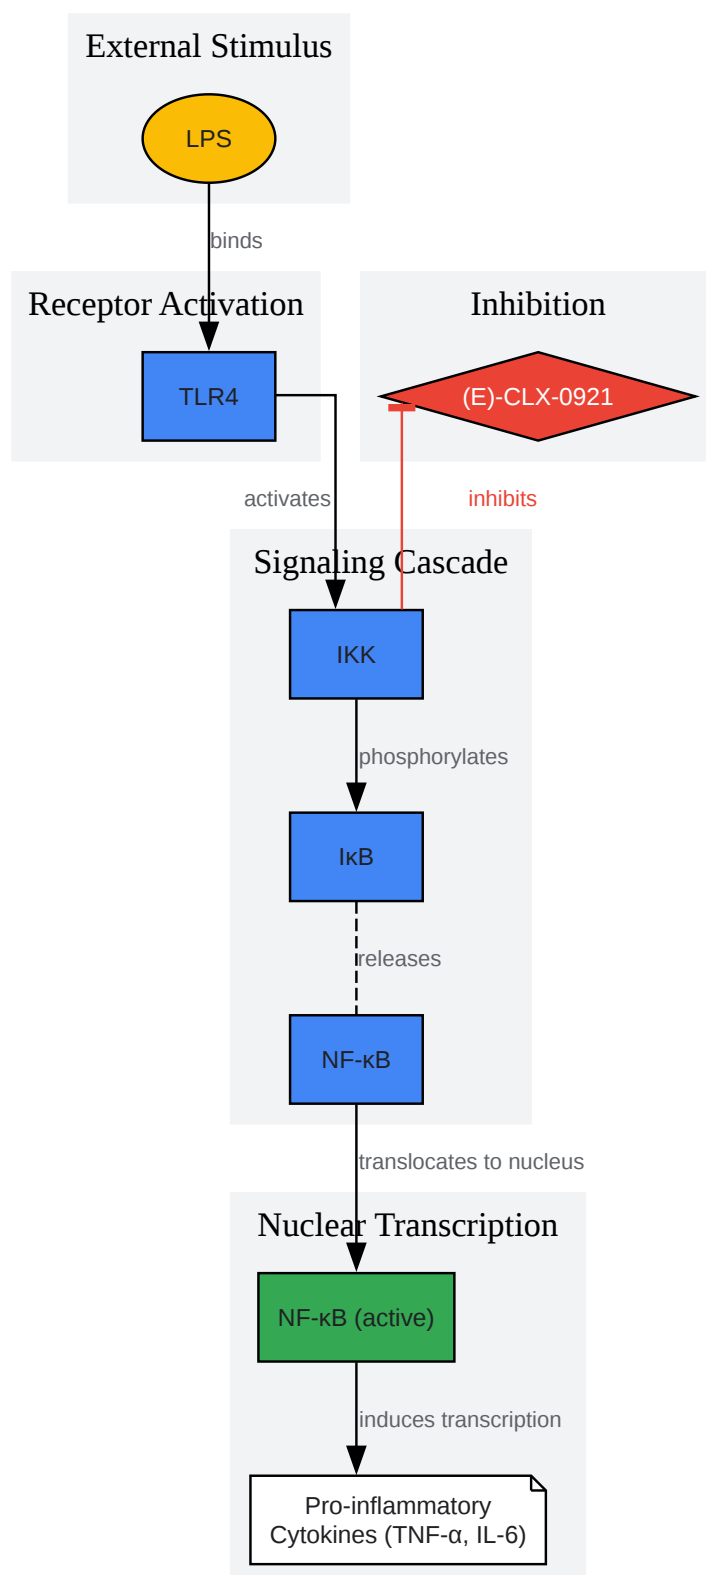 External Stimulus
LPS
binds
Receptor Activation
Inhibition
TLR4
(E)-CLX-0921
activates
inhibits
Signaling Cascade
IKK
phosphorylates
IκB
releases
NF-κB
translocates to nucleus
Nuclear Transcription
NF-κB (active)
induces transcription
Pro-inflammatory
Cytokines (TNF-α, IL-6)